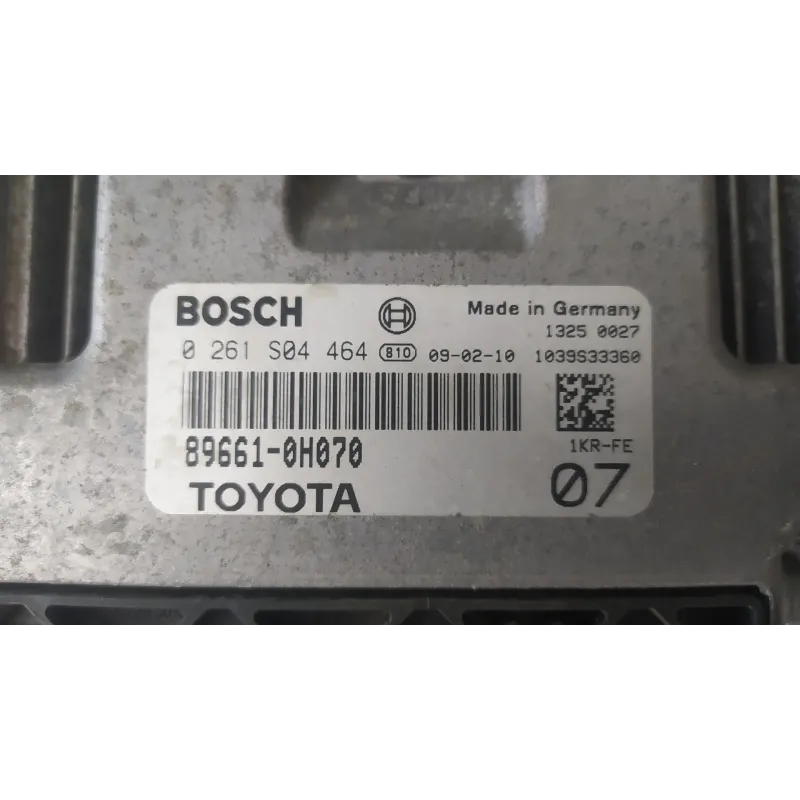 BOSCH Made in Germany
1325 0027
0 261 S04 464 810 09-02-10 1039S33360
89661-0H070 1KR-FE
TOYOTA 07